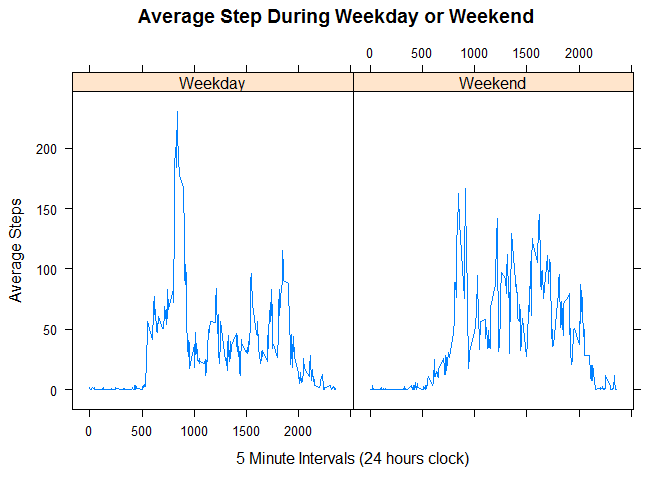 Average Step During Weekday or Weekend
0 500 1000 1500 2000
Weekday Weekend
Average Steps
200
150
100
50
0
0 500 1000 1500 2000
5 Minute Intervals (24 hours clock)